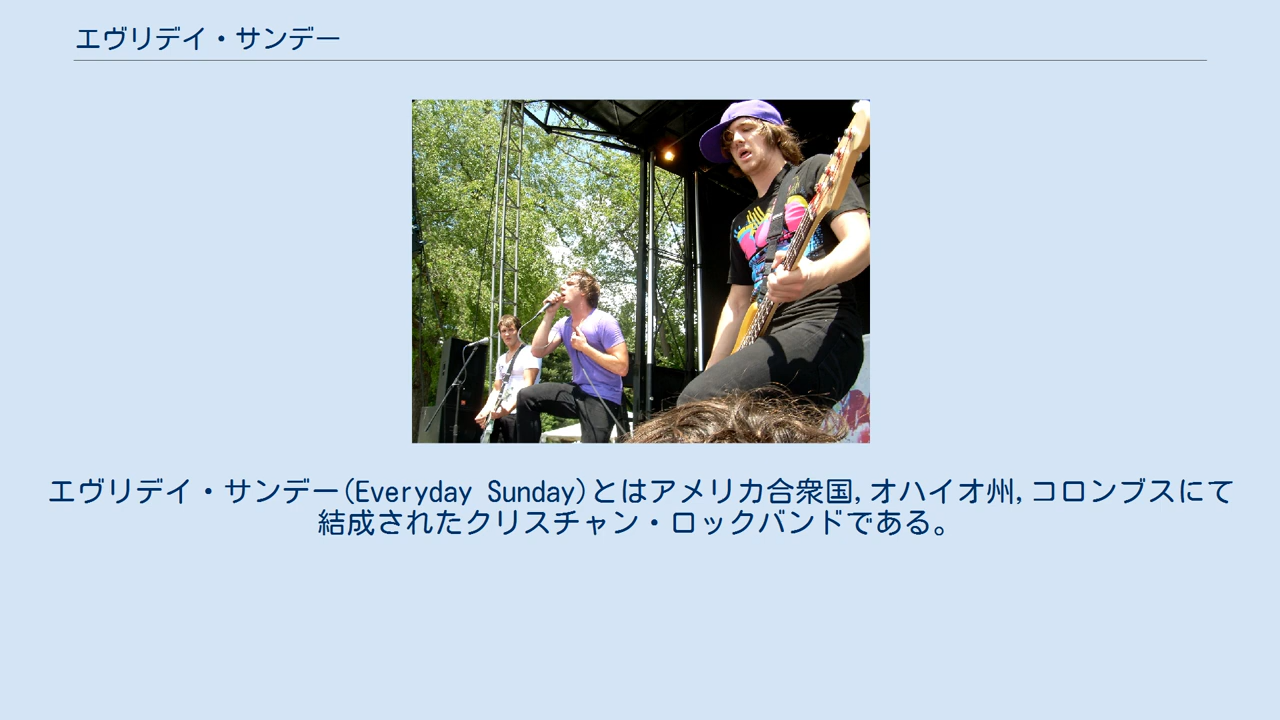 エヴリデイ・サンデー
エヴリデイ・サンデー(Everyday Sunday)とはアメリカ合衆国,オハイオ州,コロンブスにて
結成されたクリスチャン・ロックバンドである。